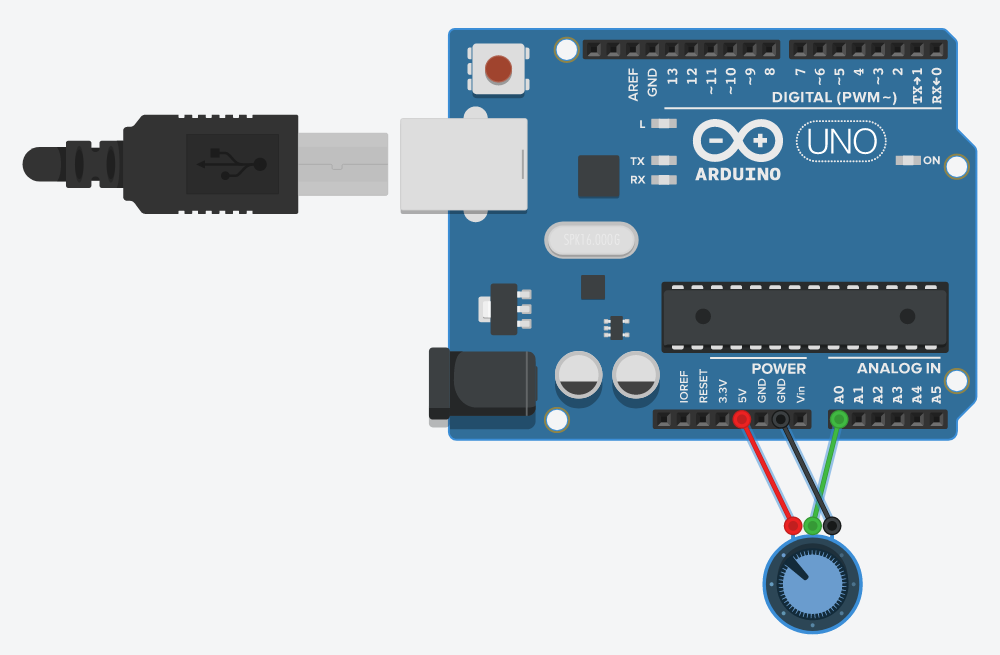 AREF
GND
13
12
~11
~10
~9
8
7
~6
~5
4
~3
2
TX→1
RX←0
DIGITAL (PWM~)
L
TX
RX
ARDUINO
UNO
ON
SPK16.000G
POWER
ANALOG IN
IOREF
RESET
3.3V
5V
GND
GND
Vin
A0
A1
A2
A3
A4
A5